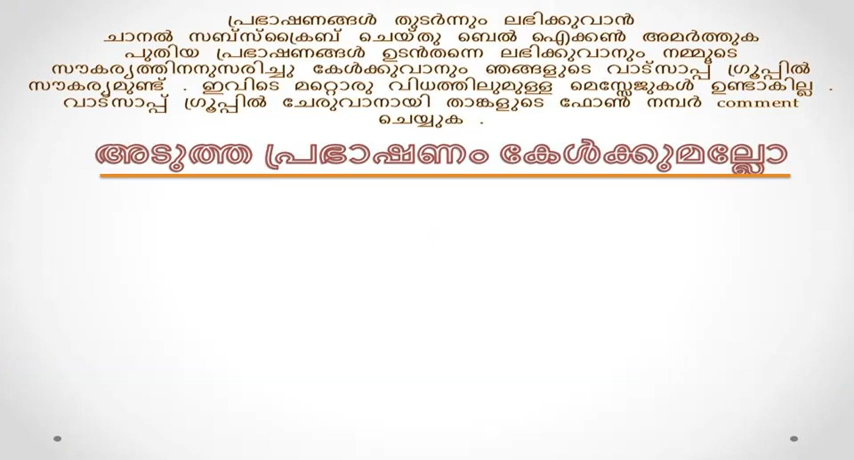 പ്രഭാഷണങ്ങൾ തുടർന്നും ലഭിക്കുവാൻ
ചാനൽ സബ്സ്ക്രൈബ് ചെയ്തു ബെൽ ഐക്കൺ അമർത്തുക
പുതിയ പ്രഭാഷണങ്ങൾ ഉടൻതന്നെ ലഭിക്കുവാനും നമ്മുടെ
സൗകര്യത്തിനനുസരിച്ചു കേൾക്കുവാനും ഞങ്ങളുടെ വാട്സാപ്പ് ഗ്രൂപ്പിൽ
സൗകര്യമുണ്ട് . ഇവിടെ മറ്റൊരു വിധത്തിലുമുള്ള മെസ്സേജുകൾ ഉണ്ടാകില്ല .
വാട്സാപ്പ് ഗ്രൂപ്പിൽ ചേരുവാനായി താങ്കളുടെ ഫോൺ നമ്പർ comment
ചെയ്യുക .
അടുത്ത പ്രഭാഷണം കേൾക്കുമല്ലോ